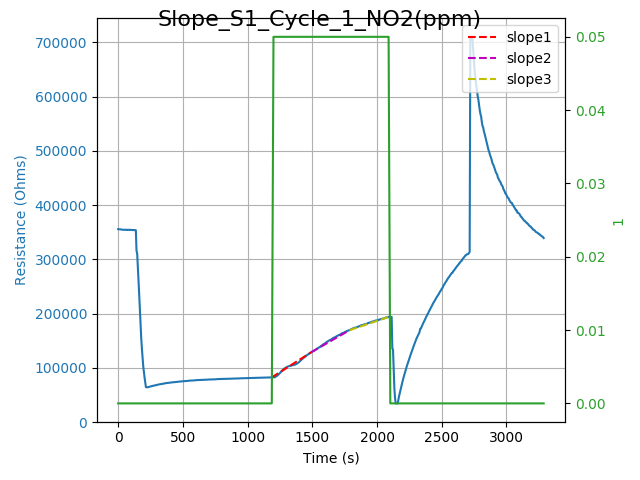 Slope_S1_Cycle_1_NO2(ppm)
slope1
slope2
slope3
Resistance (Ohms)
700000
600000
500000
400000
300000
200000
100000
0
0.05
0.04
0.03
0.02
0.01
0.00
1
0 500 1000 1500 2000 2500 3000
Time (s)